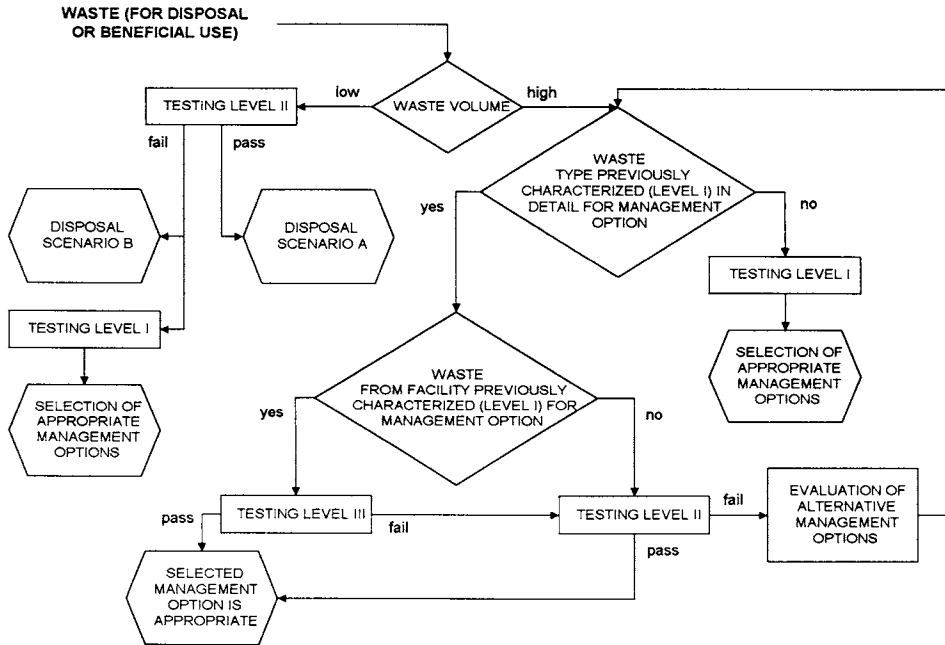 WASTE (FOR DISPOSAL
OR BENEFICIAL USE)
WASTE VOLUME
low
high
TESTING LEVEL II
fail
pass
DISPOSAL
SCENARIO B
DISPOSAL
SCENARIO A
WASTE
TYPE PREVIOUSLY
CHARACTERIZED (LEVEL I) IN
DETAIL FOR MANAGEMENT
OPTION
yes
no
TESTING LEVEL I
SELECTION OF
APPROPRIATE
MANAGEMENT
OPTIONS
TESTING LEVEL I
SELECTION OF
APPROPRIATE
MANAGEMENT
OPTIONS
WASTE
FROM FACILITY PREVIOUSLY
CHARACTERIZED (LEVEL I) FOR
MANAGEMENT OPTION
yes
no
TESTING LEVEL III
pass
fail
TESTING LEVEL II
fail
pass
EVALUATION OF
ALTERNATIVE
MANAGEMENT
OPTIONS
SELECTED
MANAGEMENT
OPTION IS
APPROPRIATE